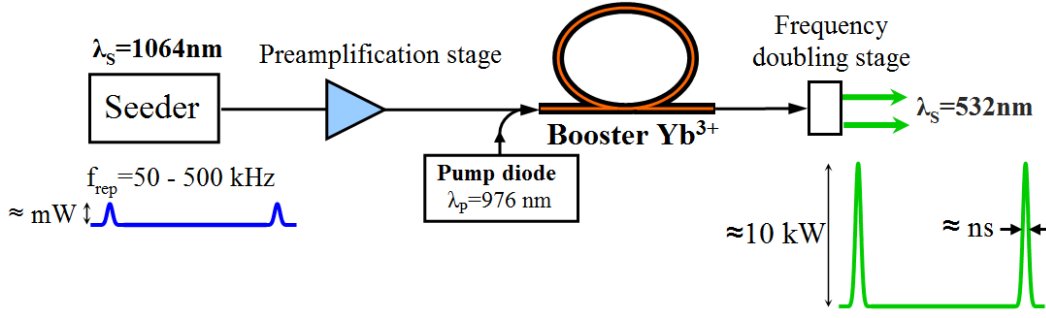 λS=1064nm
Seeder
Preamplification stage
Frequency
doubling stage
λS=532nm
Booster Yb³⁺
Pump diode
λP=976 nm
frep=50 - 500 kHz
≈ mW
≈10 kW
≈ ns